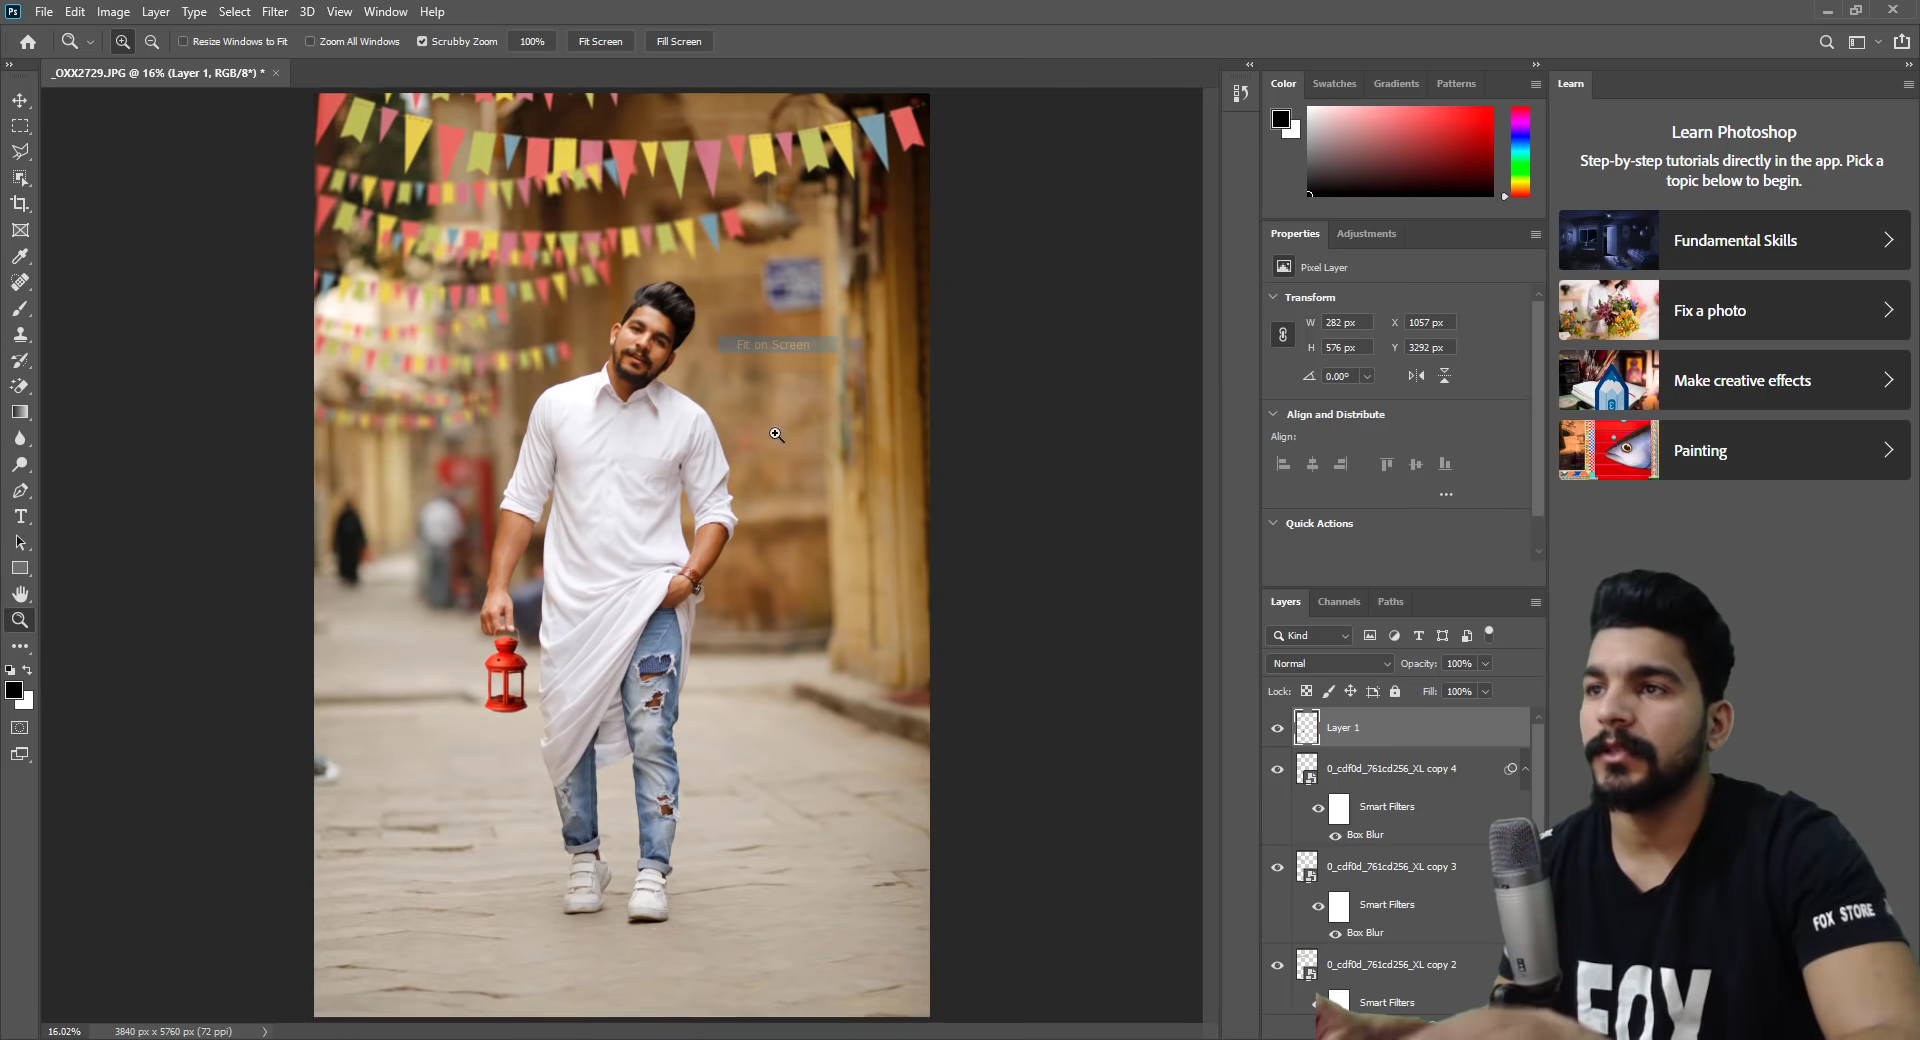 Ps File Edit Image Layer Type Select Filter 3D View Window Help
Resize Windows to Fit Zoom All Windows Scrubby Zoom 100% Fit Screen Fill Screen
_OXX2729.JPG @ 16% (Layer 1, RGB/8*) *
Color Swatches Gradients Patterns
Learn
Learn Photoshop
Step-by-step tutorials directly in the app. Pick a
topic below to begin.
Fundamental Skills
Fix a photo
Make creative effects
Painting
Properties Adjustments
Pixel Layer
Transform
W 282 px X 1057 px
H 576 px Y 3292 px
0.00°
Align and Distribute
Align:
Quick Actions
Fit on Screen
Layers Channels Paths
Kind
Normal Opacity: 100%
Lock: Fill: 100%
Layer 1
0_cdf0d_761cd256_XL copy 4
Smart Filters
Box Blur
0_cdf0d_761cd256_XL copy 3
Smart Filters
Box Blur
0_cdf0d_761cd256_XL copy 2
Smart Filters
FOX STORE
FOX
16.02% 3840 px x 5760 px (72 ppi)